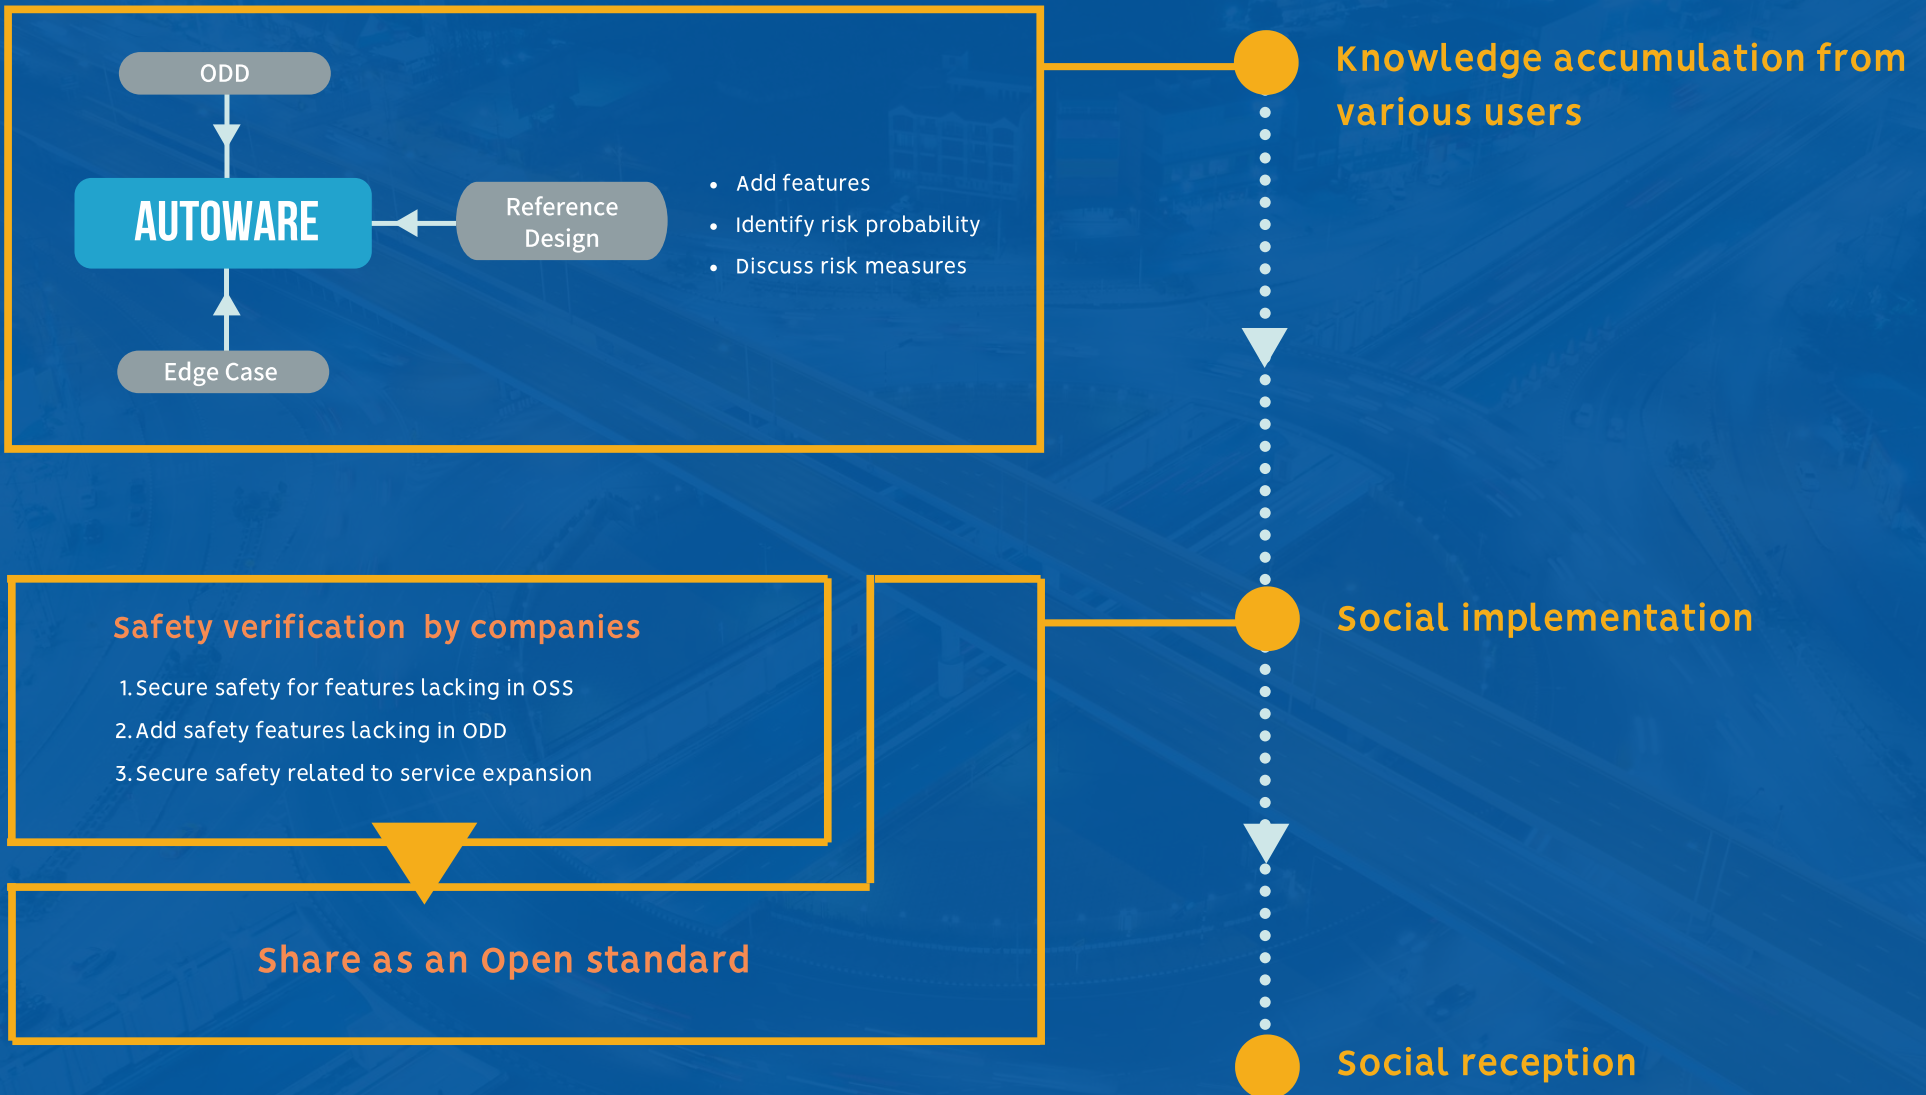 ODD
AUTOWARE
Reference
Design
Edge Case
• Add features
• Identify risk probability
• Discuss risk measures
Knowledge accumulation from
various users
Safety verification by companies
1. Secure safety for features lacking in OSS
2. Add safety features lacking in ODD
3. Secure safety related to service expansion
Social implementation
Share as an Open standard
Social reception